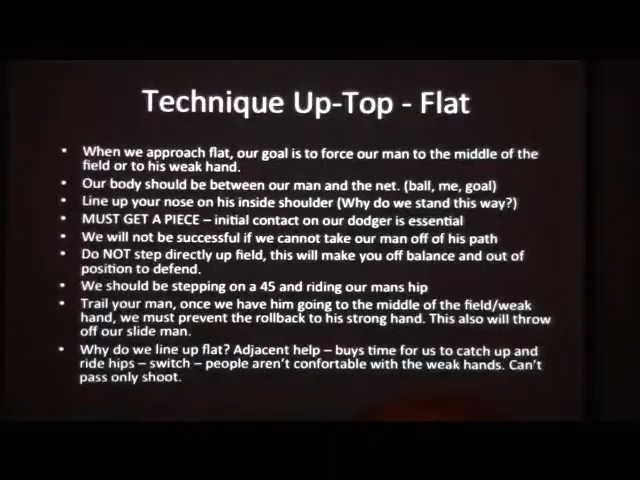 Technique Up-Top - Flat
• When we approach flat, our goal is to force our man to the middle of the
field or to his weak hand.
• Our body should be between our man and the net. (ball, me, goal)
• Line up your nose on his inside shoulder (Why do we stand this way?)
• MUST GET A PIECE – initial contact on our dodger is essential
• We will not be successful if we cannot take our man off of his path
• Do NOT step directly up field, this will make you off balance and out of
position to defend.
• We should be stepping on a 45 and riding our mans hip
• Trail your man, once we have him going to the middle of the field/weak
hand, we must prevent the rollback to his strong hand. This also will throw
off our slide man.
• Why do we line up flat? Adjacent help – buys time for us to catch up and
ride hips – switch – people aren't confortable with the weak hands. Can't
pass only shoot.